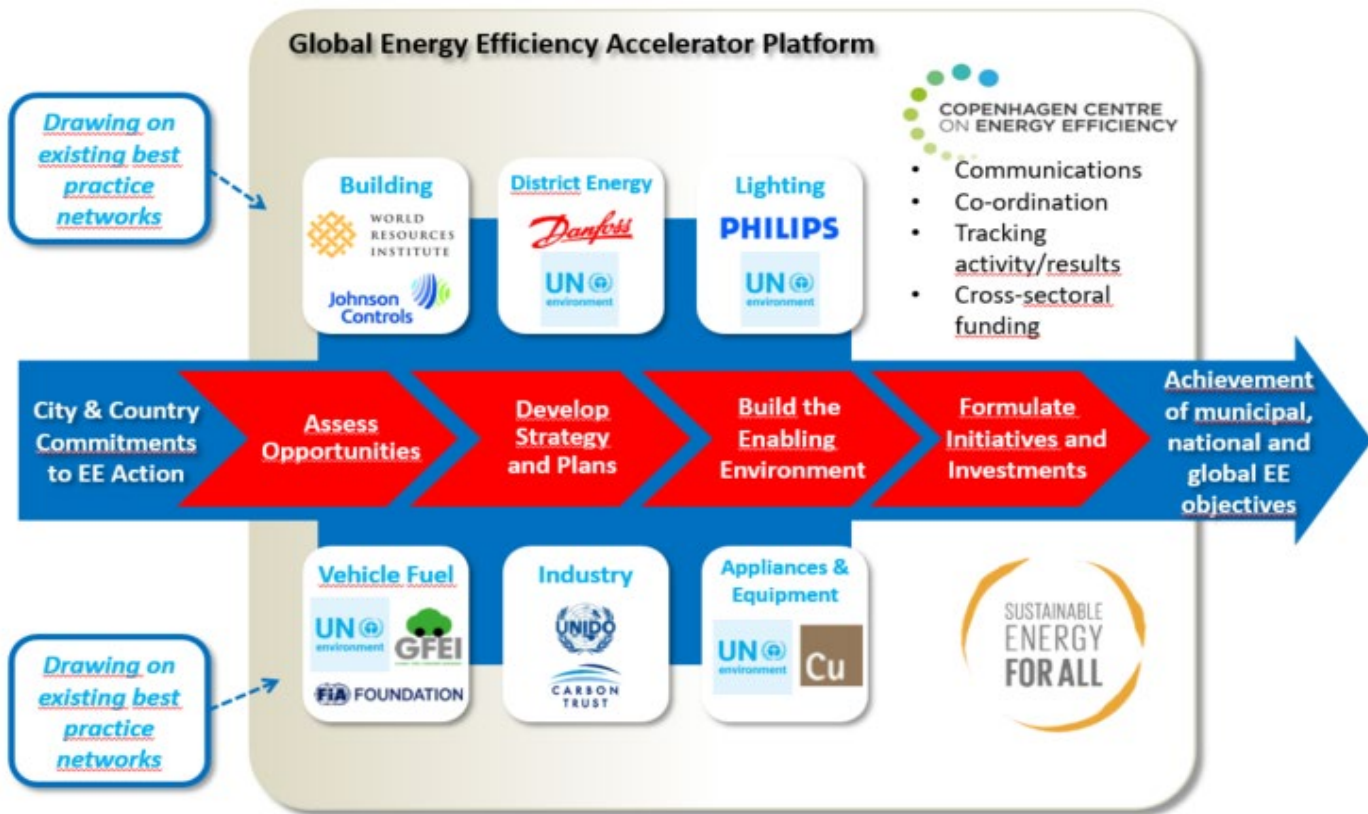 Global Energy Efficiency Accelerator Platform
Drawing on
existing best
practice
networks
Building
WORLD
RESOURCES
INSTITUTE
Johnson
Controls
District Energy
Danfoss
UN
environment
Lighting
PHILIPS
UN
environment
COPENHAGEN CENTRE
ON ENERGY EFFICIENCY
• Communications
• Co-ordination
• Tracking
activity/results
• Cross-sectoral
funding
City & Country
Commitments
to EE Action
Assess
Opportunities
Develop
Strategy
and Plans
Build the
Enabling
Environment
Formulate
Initiatives and
Investments
Achievement
of municipal,
national and
global EE
objectives
Drawing on
existing best
practice
networks
Vehicle Fuel
UN
environment
GFEI
FiA FOUNDATION
Industry
UNIDO
CARBON
TRUST
Appliances &
Equipment
UN
environment
Cu
SUSTAINABLE
ENERGY
FOR ALL